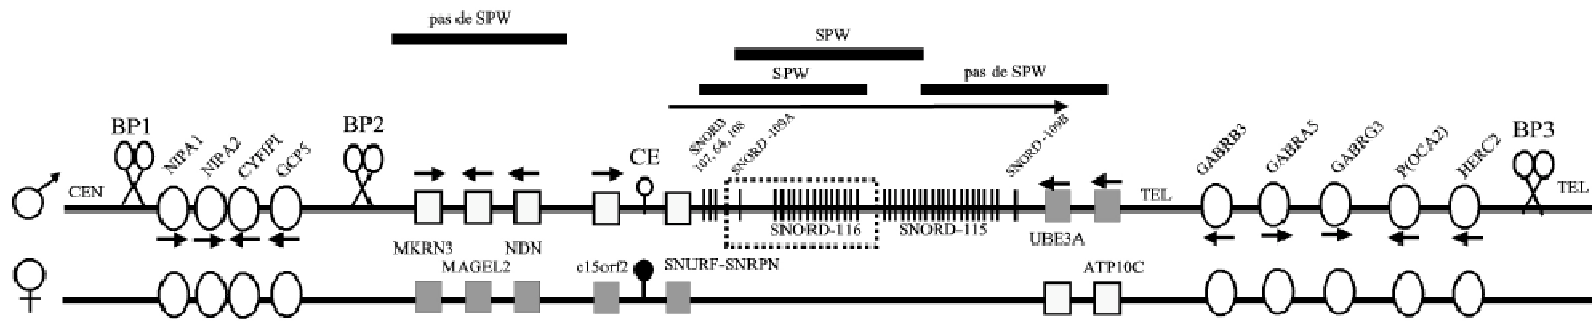 pas de SPW
SPW
SPW
pas de SPW
BP1
NIPA1
NIPA2
CYFIP1
GCP5
BP2
CE
SNORD
107, 64, 108
SNORD -109A
SNORD -109B
GABRB3
GABRA5
GABRG3
P(OCA2)
HERC2
BP3
CEN
TEL
TEL
SNORD-116
SNORD-115
MKRN3
NDN
UBE3A
MAGEL2
c15orf2
SNURF-SNRPN
ATP10C